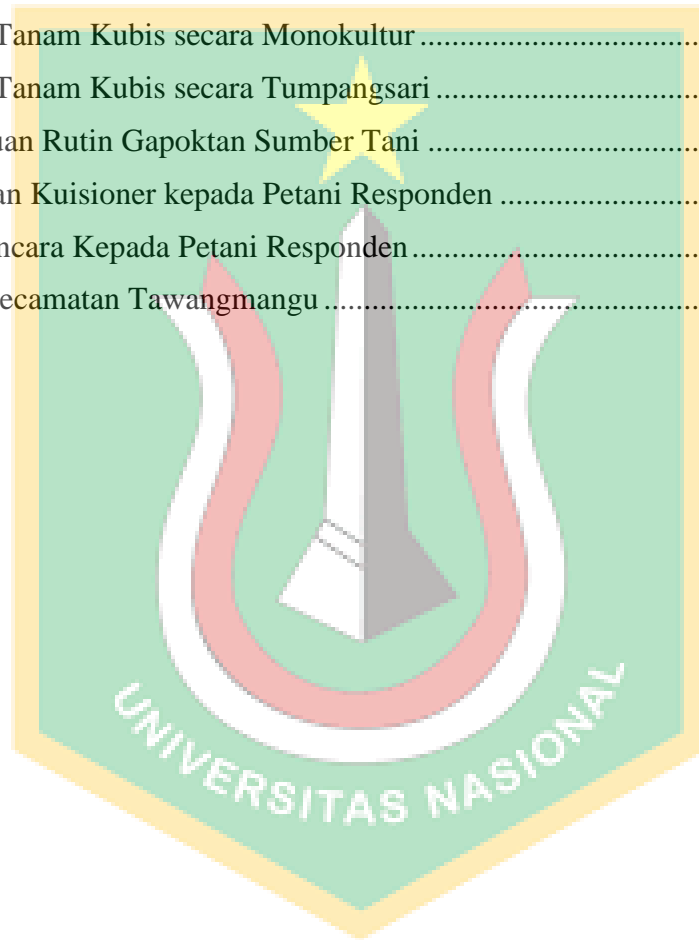 Tanam Kubis secara Monokultur ....................................
Tanam Kubis secara Tumpangsari ..................................
uan Rutin Gapoktan Sumber Tani ...................................
an Kuisioner kepada Petani Responden ..........................
ncara Kepada Petani Responden .....................................
ecamatan Tawangmangu ................................................
UNIVERSITAS NASIONAL